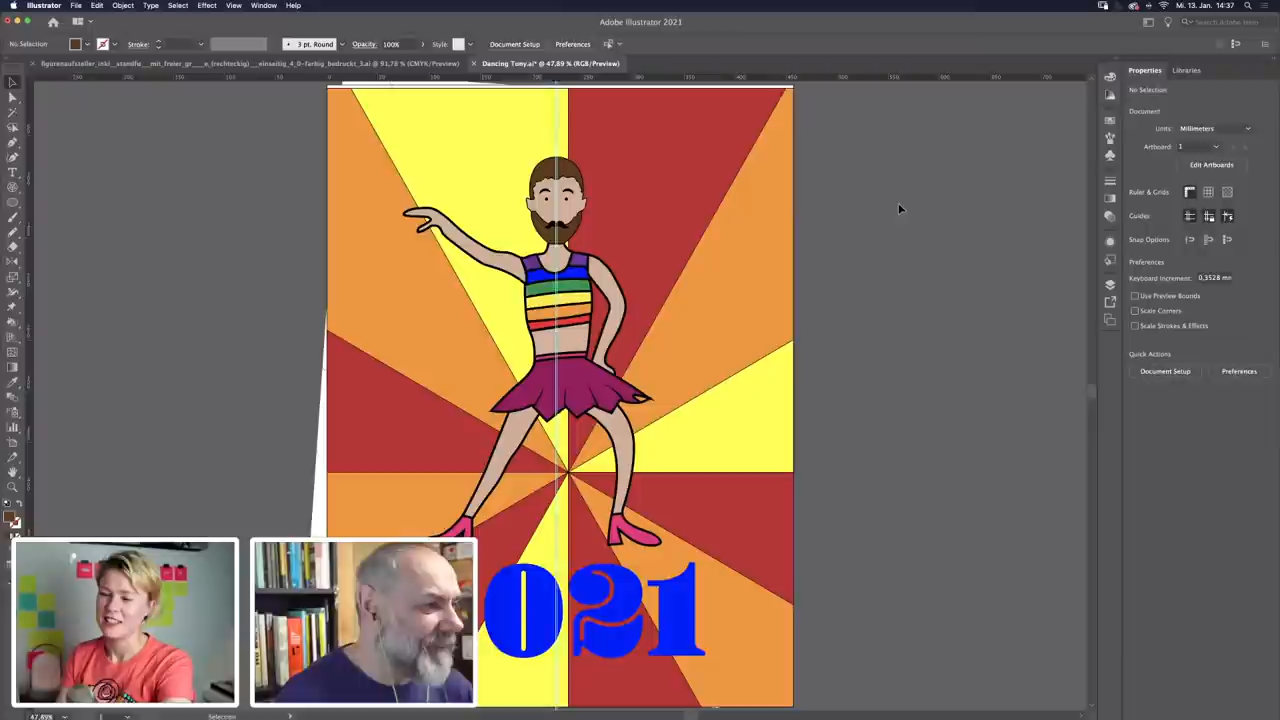 Illustrator File Edit Object Type Select Effect View Window Help
Mi. 13. Jan. 14:37
Adobe Illustrator 2021
No Selection Stroke: 3 pt. Round Opacity: 100% Style: Document Setup Preferences
Dancing Tony.ai* @ 47,89 % (RGB/Preview)
Properties Libraries
No Selection
Document
Units: Millimeters
Artboard: 1
Edit Artboards
Ruler & Grids
Guides
Snap Options
Preferences
Keyboard Increment: 0,3528 mm
Use Preview Bounds
Scale Corners
Scale Strokes & Effects
Quick Actions
Document Setup Preferences
021
47,89%
Selection